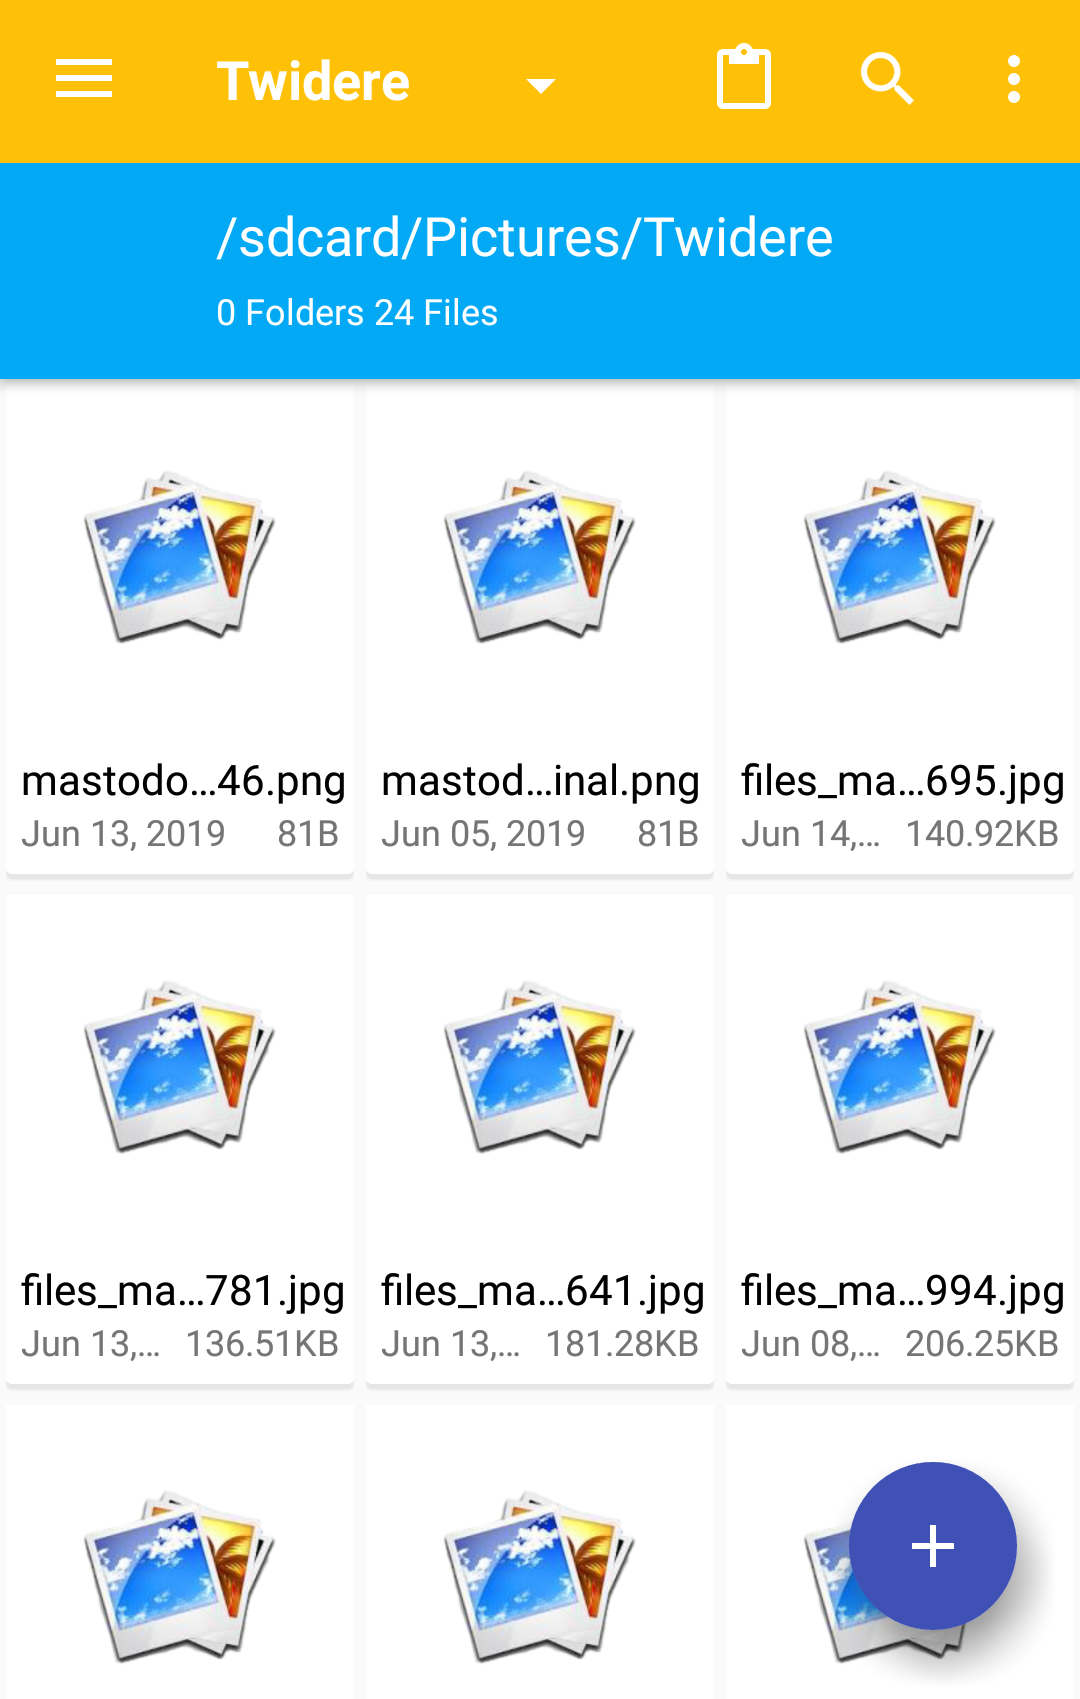 Twidere
/sdcard/Pictures/Twidere
0 Folders 24 Files
mastodo...46.png
Jun 13, 2019 81B
mastod...inal.png
Jun 05, 2019 81B
files_ma...695.jpg
Jun 14,... 140.92KB
files_ma...781.jpg
Jun 13,... 136.51KB
files_ma...641.jpg
Jun 13,... 181.28KB
files_ma...994.jpg
Jun 08,... 206.25KB